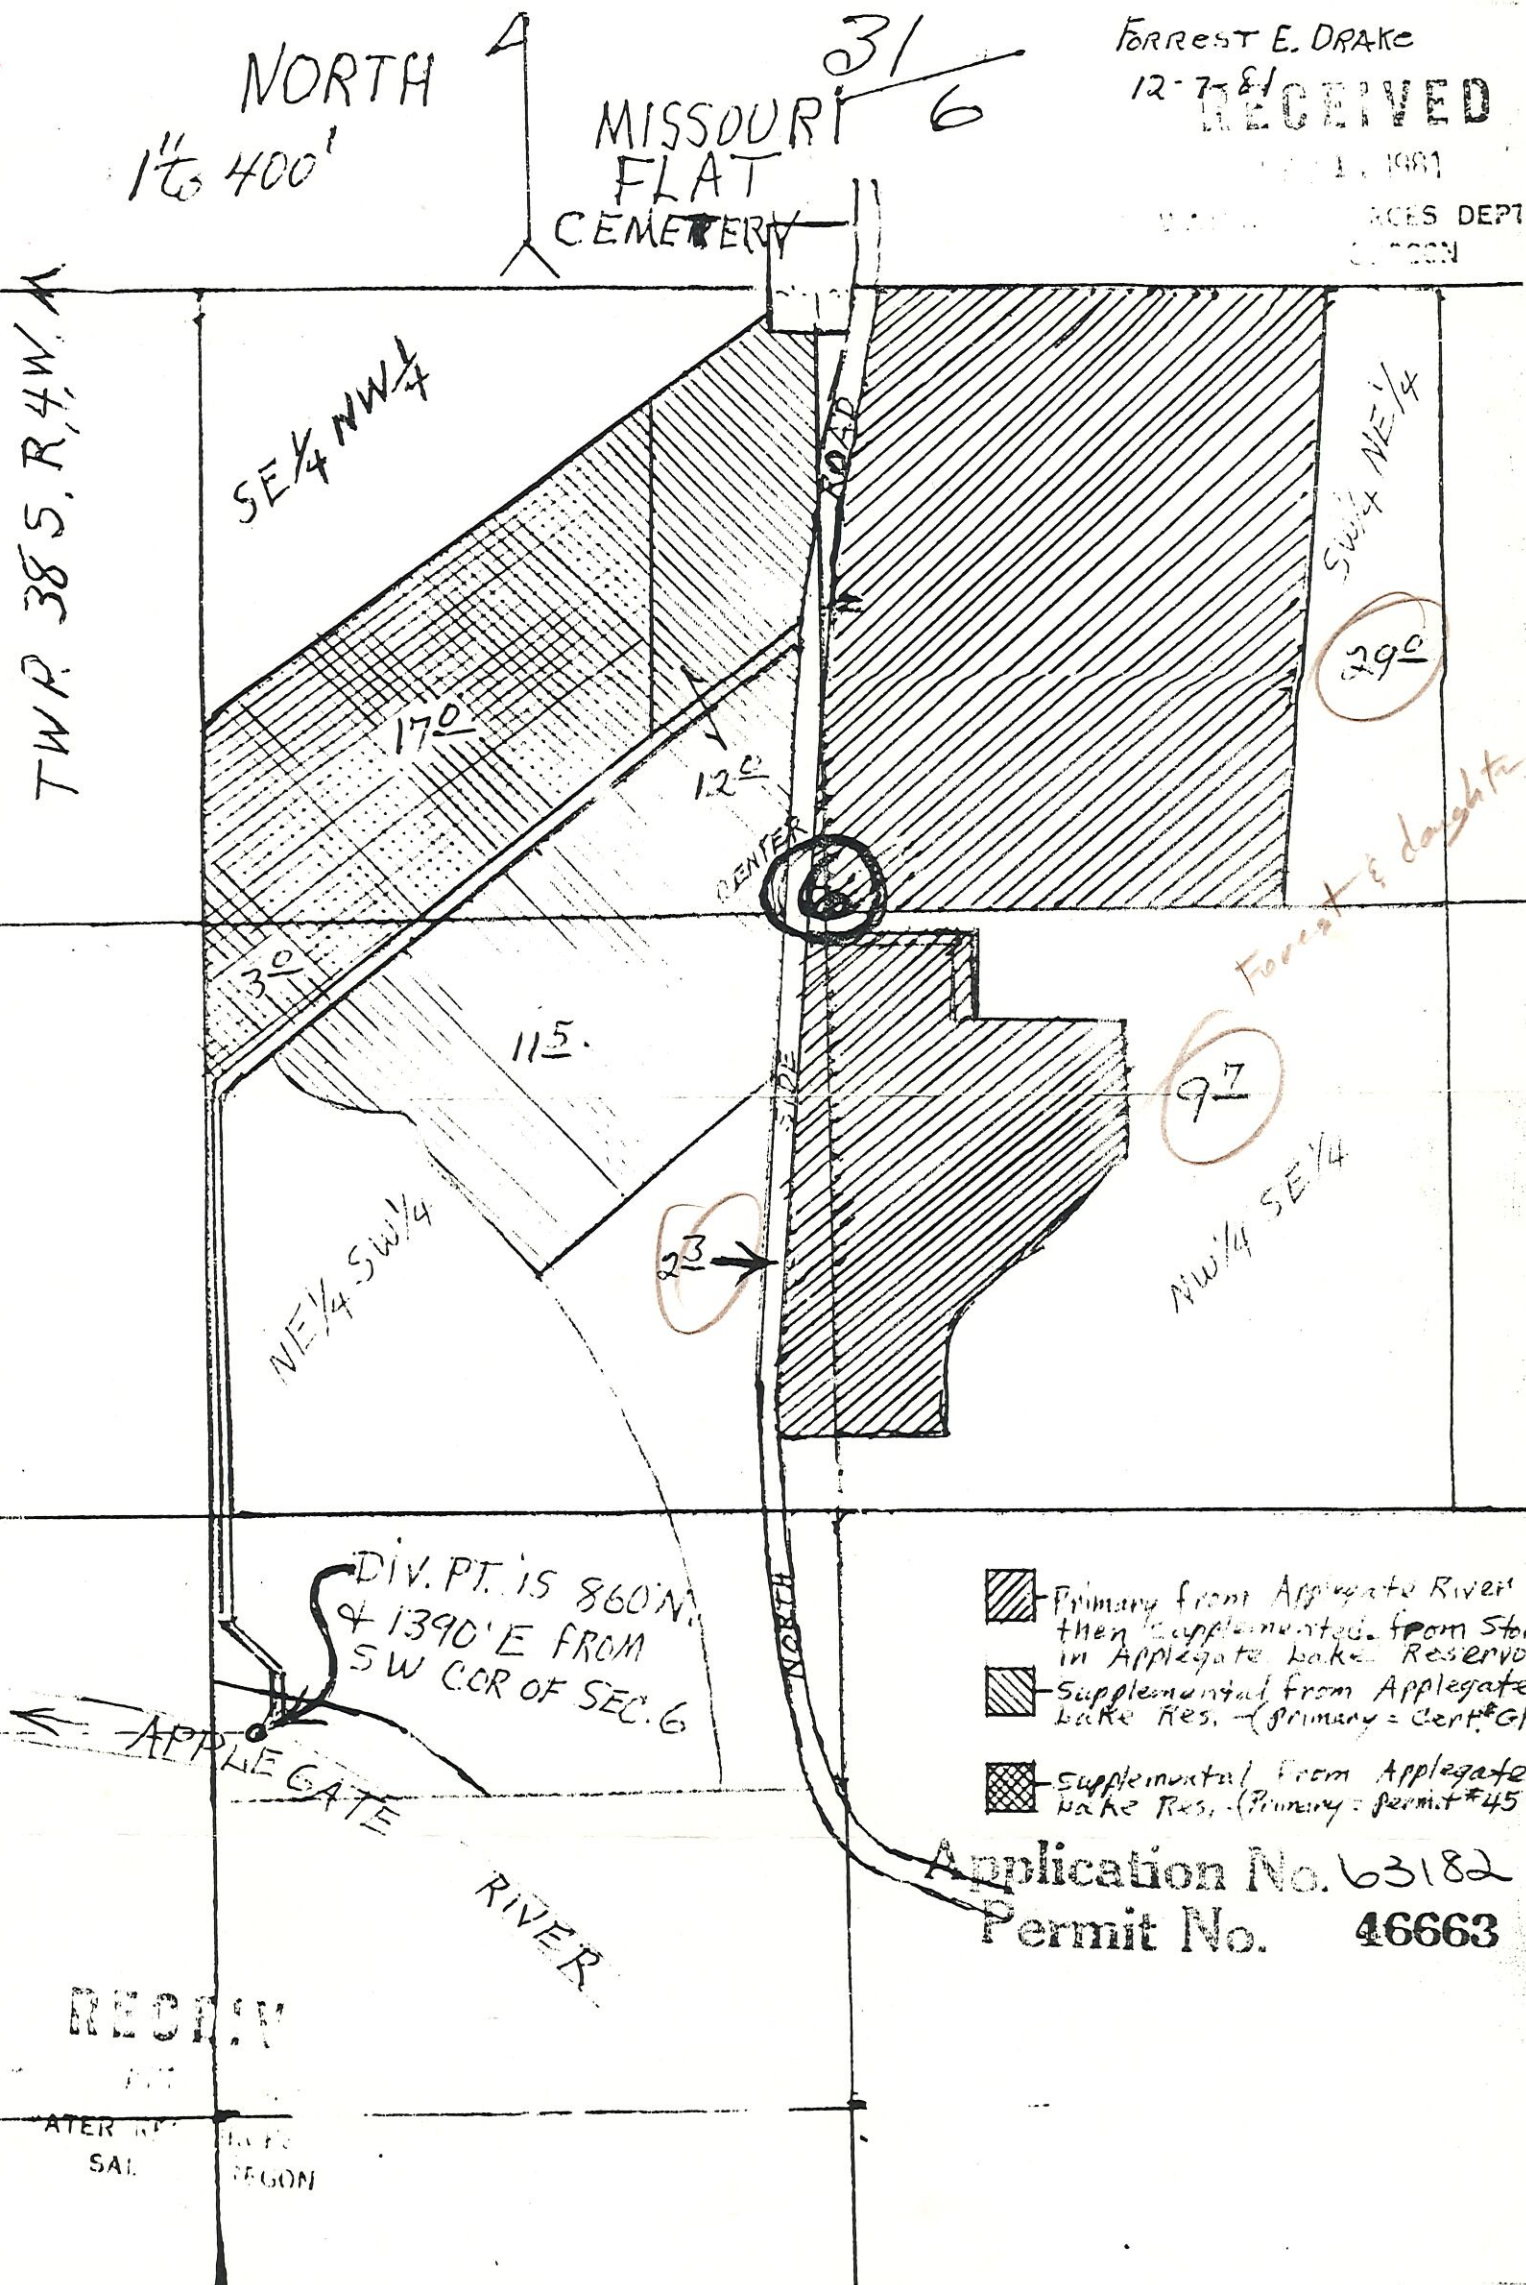 NORTH
1" to 400'
MISSOURI
FLAT
CEMETERY
31
6
FORREST E. DRAKE
12-7-81
RECEIVED
1981
DEPT
TWP. 38 S. R, 4, W.
SE 1/4 NW 1/4
SW 1/4 NE 1/4
ROAD
29 0
17 0
12 0
CENTER
6
Forrest & daughter
3 0
11 5.
SIDE
9 7
2 3
NE 1/4 SW 1/4
NW 1/4 SE 1/4
NORTH
DIV. PT. IS 860' N.
& 1390' E FROM
SW COR OF SEC. 6
APPLEGATE
RIVER
Primary from Applegate River
then Supplemented from
in Applegate Lake
Supplemental from Applegate
Lake Res. - (Primary = Cert.#
Supplemental from Applegate
Lake Res. - (Primary = Permit #45
Application No. 63182
Permit No. 46663